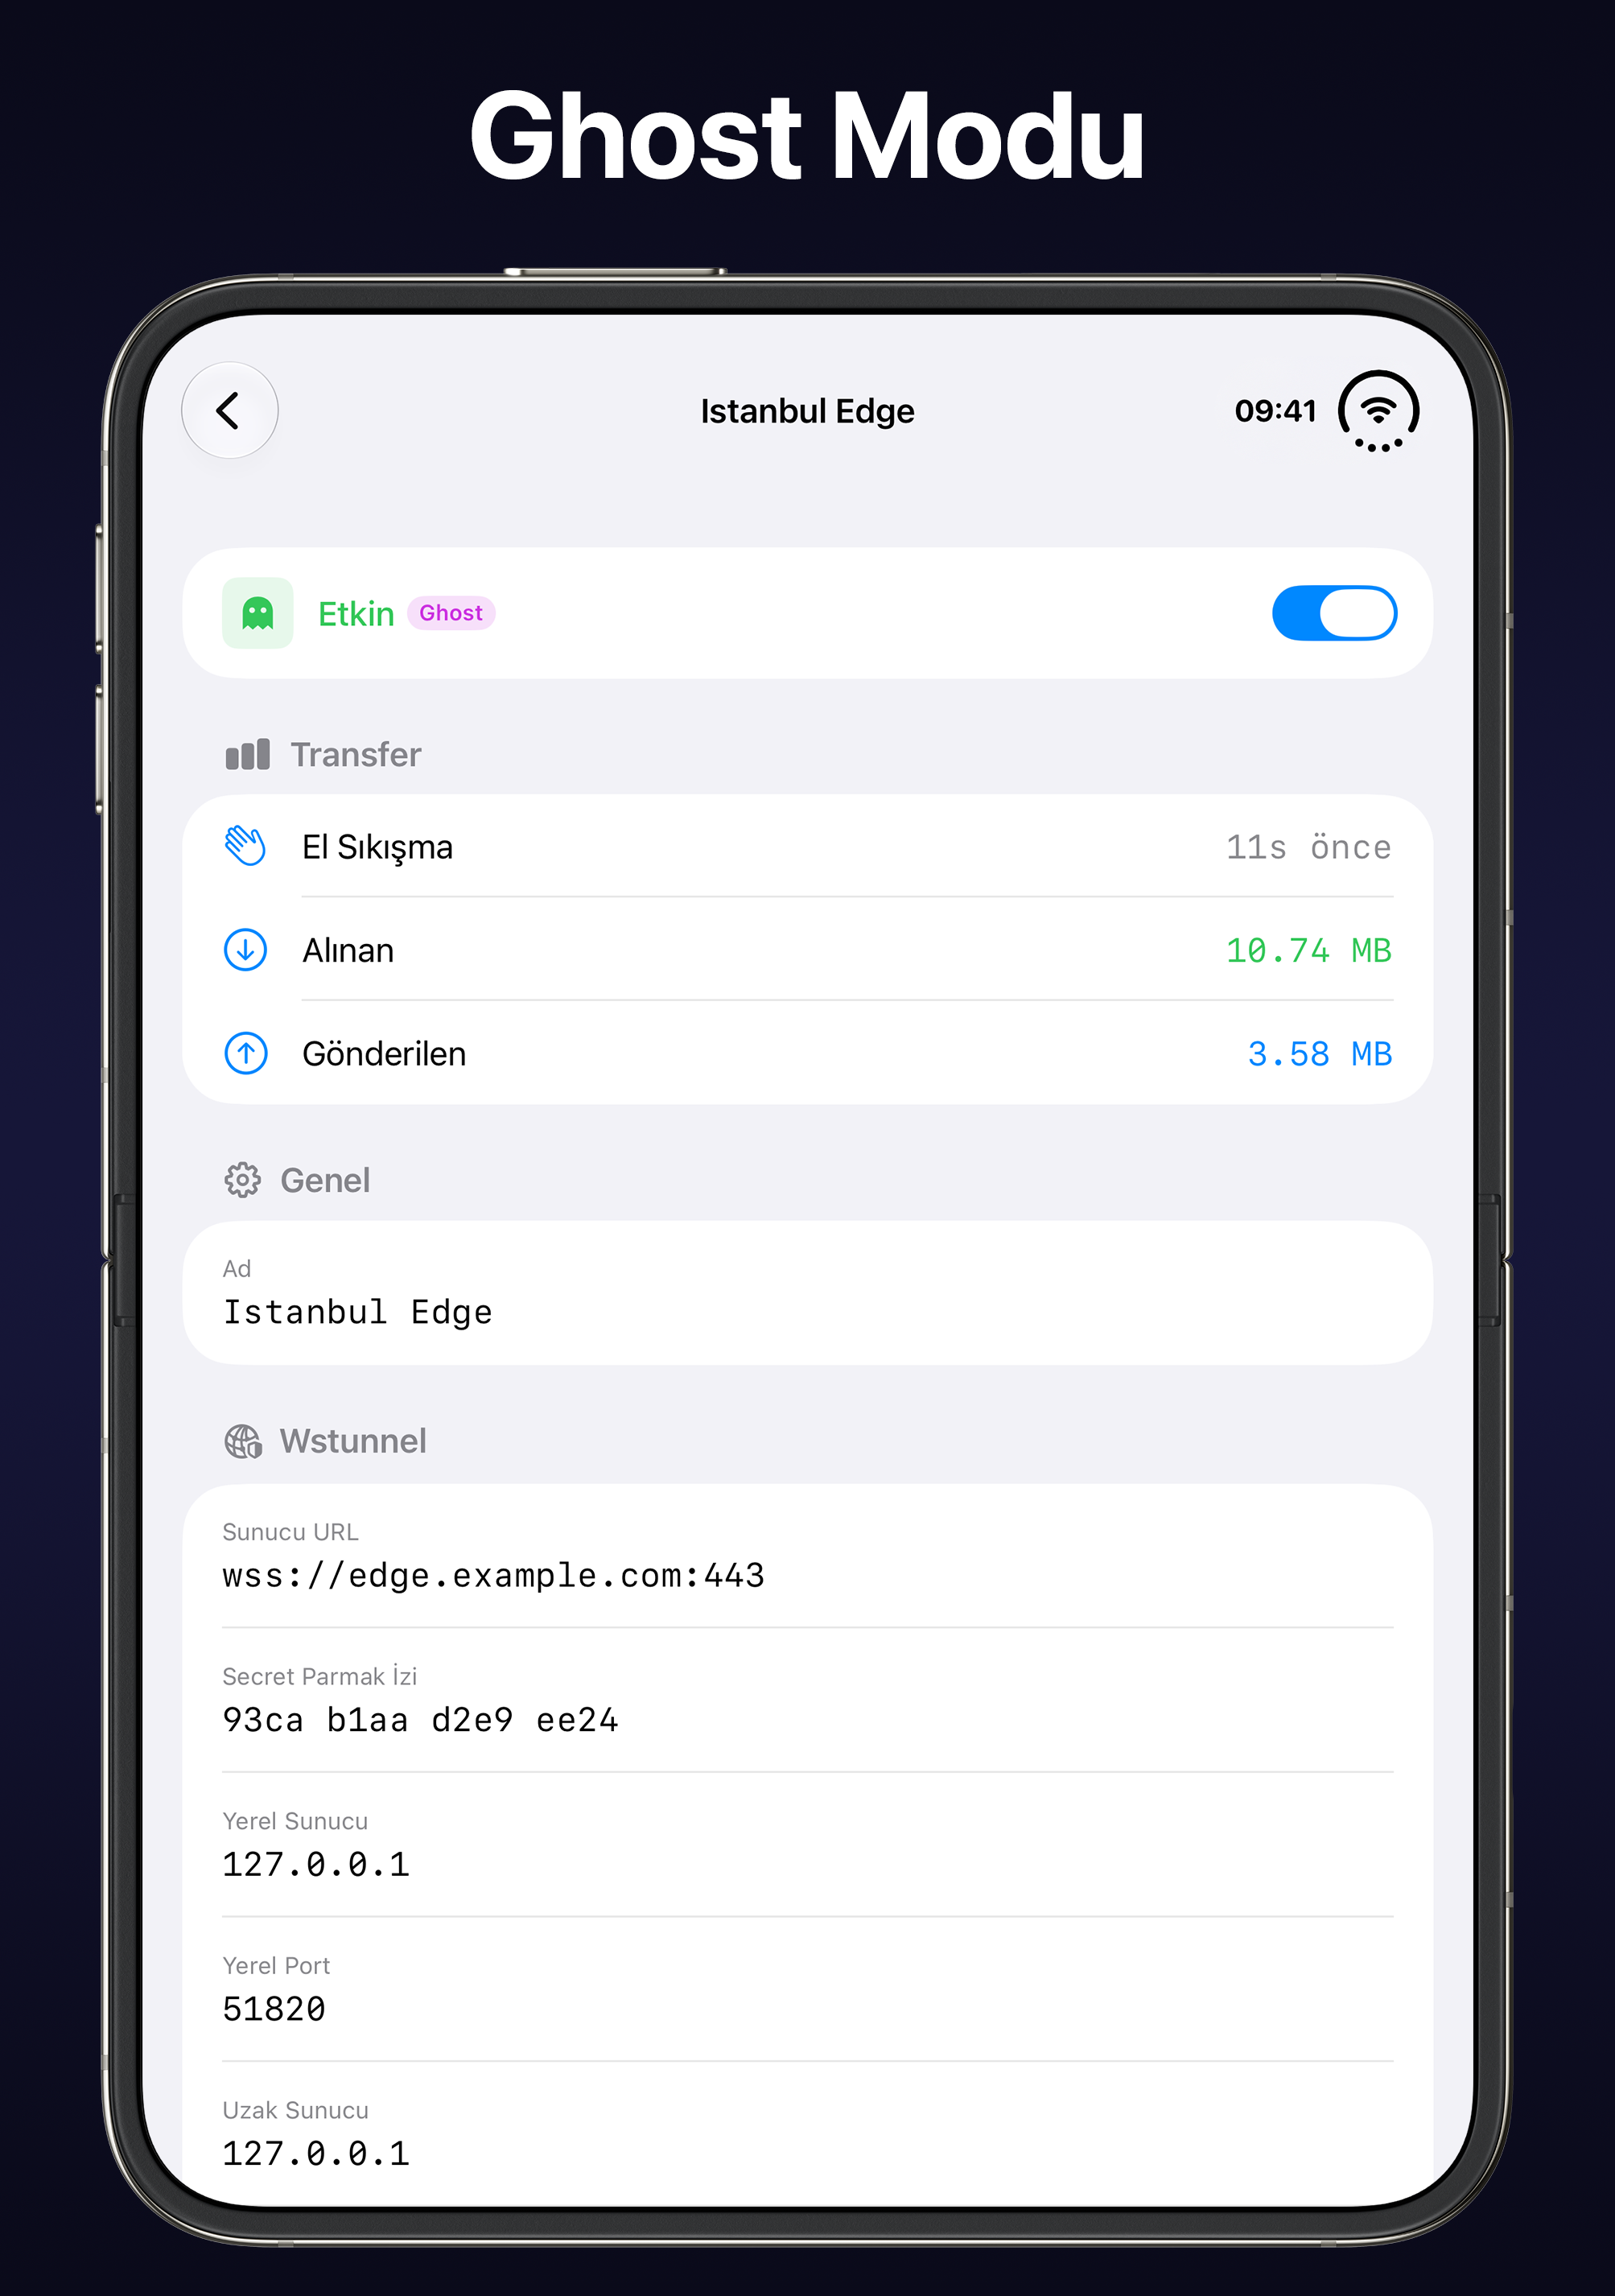 Ghost Modu
Istanbul Edge
09:41
Etkin Ghost
Transfer
El Sıkışma 11s önce
Alınan 10.74 MB
Gönderilen 3.58 MB
Genel
Ad
Istanbul Edge
Wstunnel
Sunucu URL
wss://edge.example.com:443
Secret Parmak İzi
93ca b1aa d2e9 ee24
Yerel Sunucu
127.0.0.1
Yerel Port
51820
Uzak Sunucu
127.0.0.1